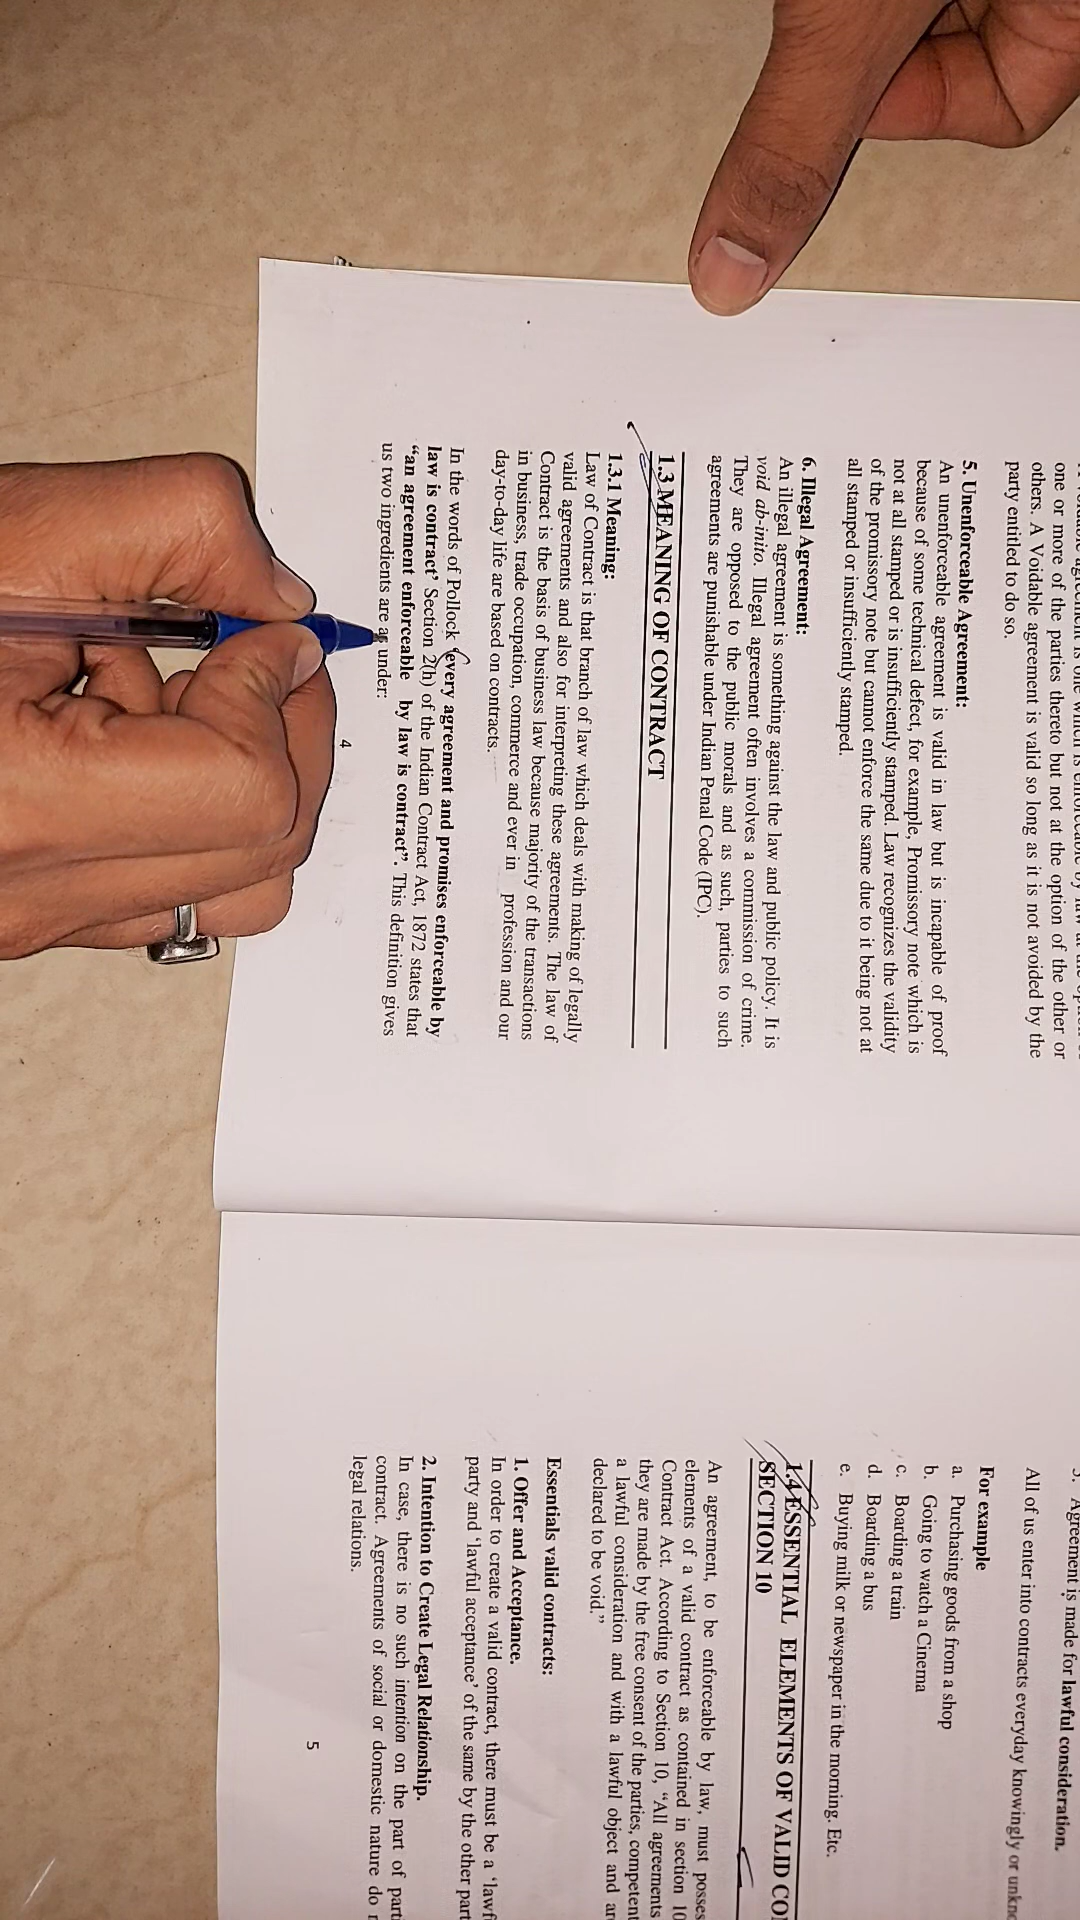 one or more of the parties thereto but not at the option of the other or
others. A Voidable agreement is valid so long as it is not avoided by the
party entitled to do so.
5. Unenforceable Agreement:
An unenforceable agreement is valid in law but is incapable of proof
because of some technical defect, for example, Promissory note which is
not at all stamped or is insufficiently stamped. Law recognizes the validity
of the promissory note but cannot enforce the same due to it being not at
all stamped or insufficiently stamped.
6. Illegal Agreement:
An illegal agreement is something against the law and public policy. It is
void ab-inito. Illegal agreement often involves a commission of crime.
They are opposed to the public morals and as such, parties to such
agreements are punishable under Indian Penal Code (IPC).
1.3 MEANING OF CONTRACT
1.3.1 Meaning:
Law of Contract is that branch of law which deals with making of legally
valid agreements and also for interpreting these agreements. The law of
Contract is the basis of business law because majority of the transactions
in business, trade occupation, commerce and ever in profession and our
day-to-day life are based on contracts.
In the words of Pollock ‘every agreement and promises enforceable by
law is contract’ Section 2(h) of the Indian Contract Act, 1872 states that
“an agreement enforceable by law is contract”. This definition gives
us two ingredients are as under:
4
Agreement is made for lawful consideration.
All of us enter into contracts everyday knowingly or
For example
a. Purchasing goods from a shop
b. Going to watch a Cinema
c. Boarding a train
d. Boarding a bus
e. Buying milk or newspaper in the morning. Etc.
1.4 ESSENTIAL ELEMENTS OF VALID
SECTION 10
An agreement, to be enforceable by law, must
elements of a valid contract as contained in section 10
Contract Act. According to Section 10, “All agreements
they are made by the free consent of the parties, competent
a lawful consideration and with a lawful object and
declared to be void.”
Essentials valid contracts:
1. Offer and Acceptance.
In order to create a valid contract, there must be a
party and ‘lawful acceptance’ of the same by the other
2. Intention to Create Legal Relationship.
In case, there is no such intention on the part of
contract. Agreements of social or domestic nature do
legal relations.
5